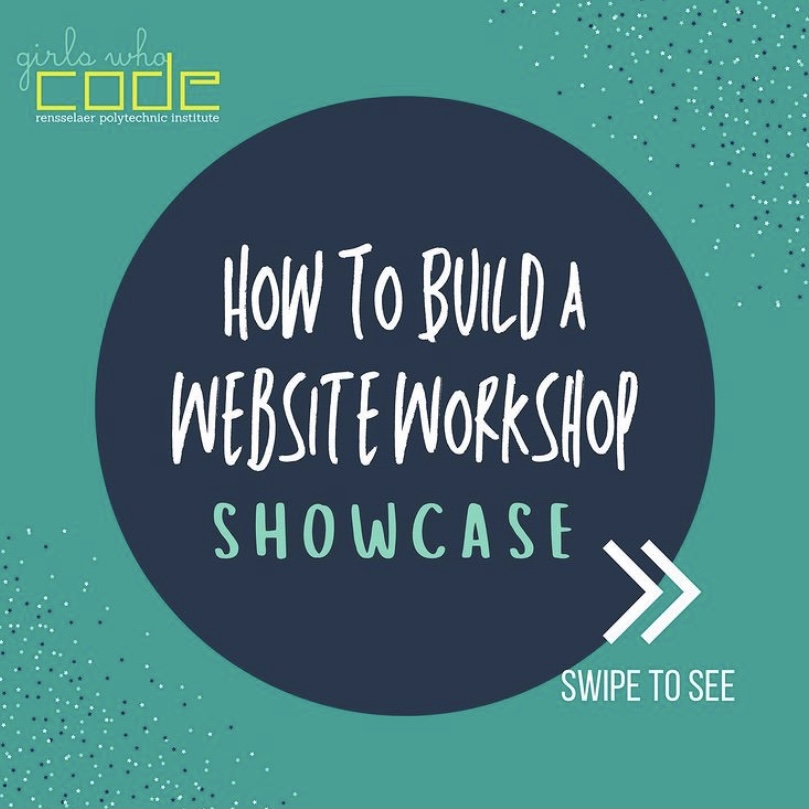 girls who
code
rensselaer polytechnic institute
HOW TO BUILD A
WEBSITE WORKSHOP
SHOWCASE
SWIPE TO SEE